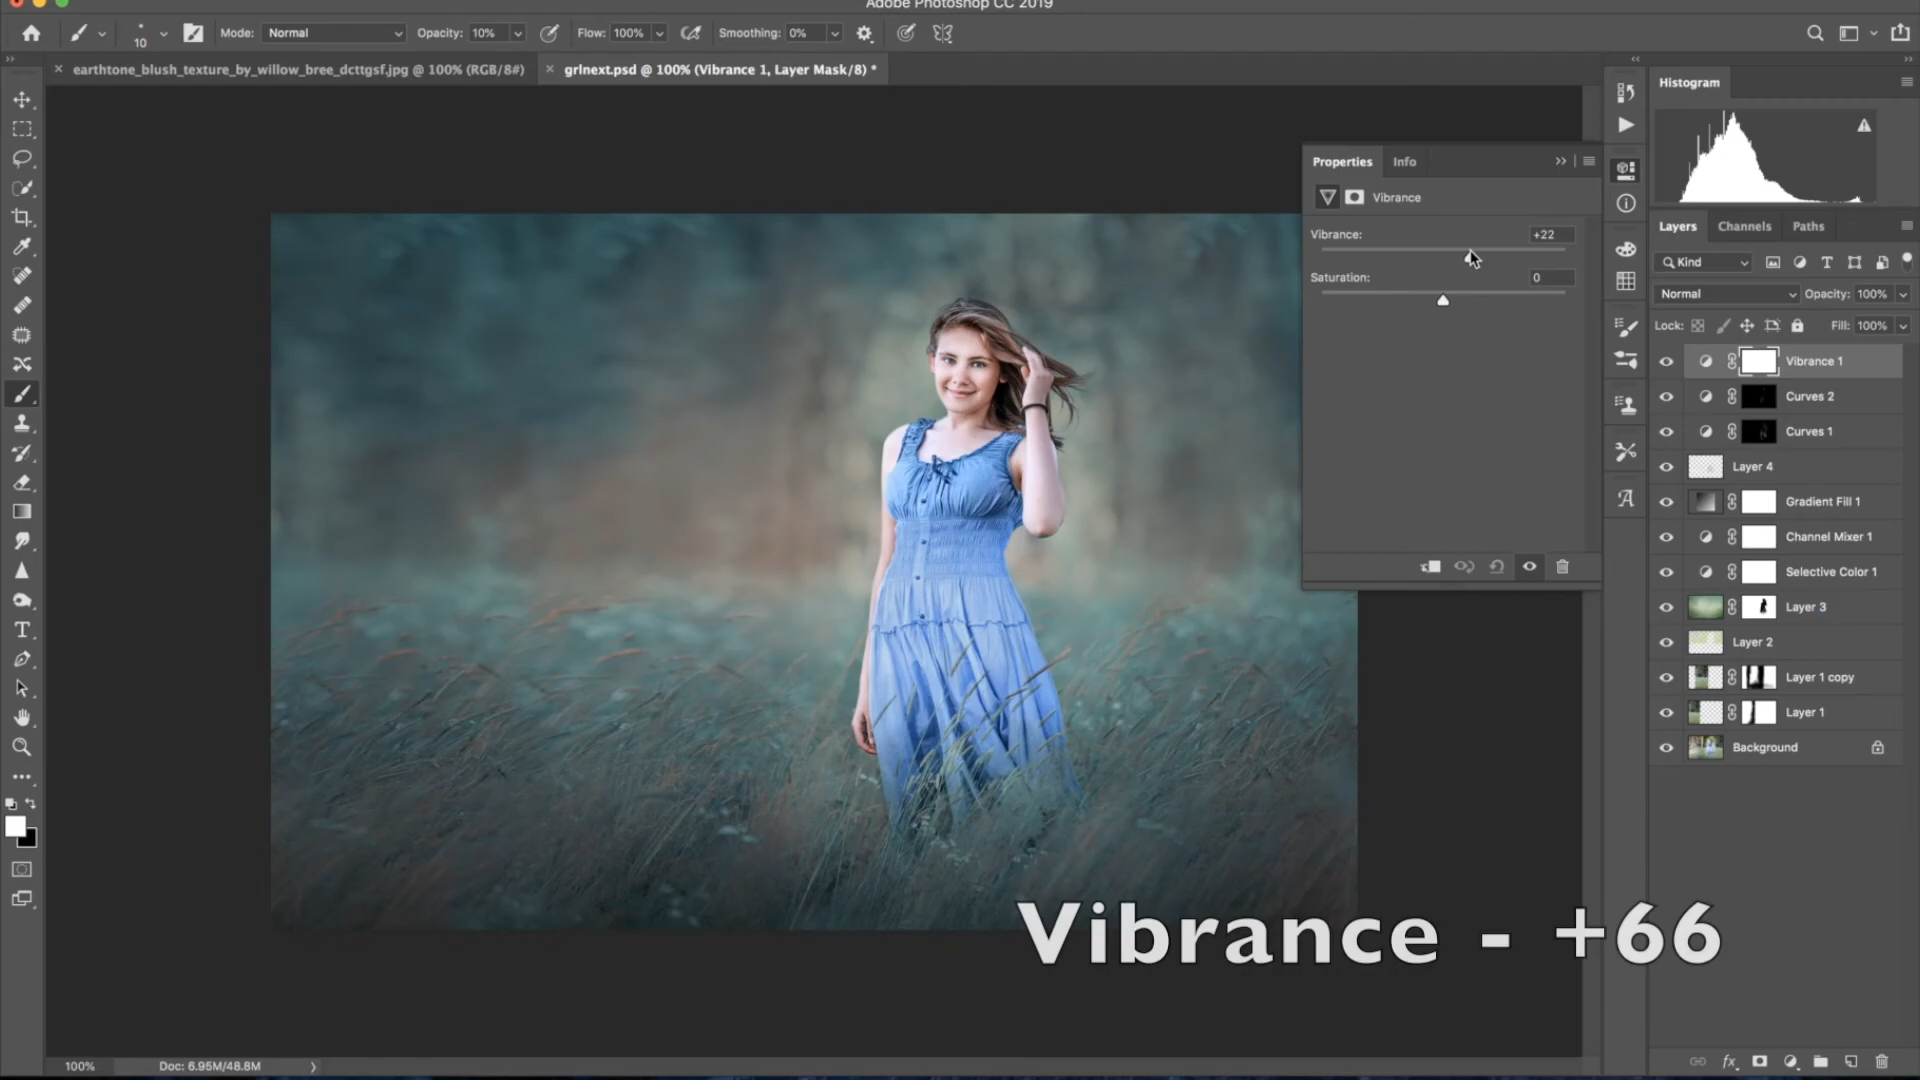 Adobe Photoshop CC 2019
10
Mode: Normal
Opacity: 10%
Flow: 100%
Smoothing: 0%
earthtone_blush_texture_by_willow_bree_dcttgsf.jpg @ 100% (RGB/8#)
grlnext.psd @ 100% (Vibrance 1, Layer Mask/8) *
Histogram
Properties
Info
Vibrance
Vibrance: +22
Saturation: 0
Layers
Channels
Paths
Kind
Normal
Opacity: 100%
Lock:
Fill: 100%
Vibrance 1
Curves 2
Curves 1
Layer 4
Gradient Fill 1
Channel Mixer 1
Selective Color 1
Layer 3
Layer 2
Layer 1 copy
Layer 1
Background
Vibrance - +66
100%
Doc: 6.95M/48.8M